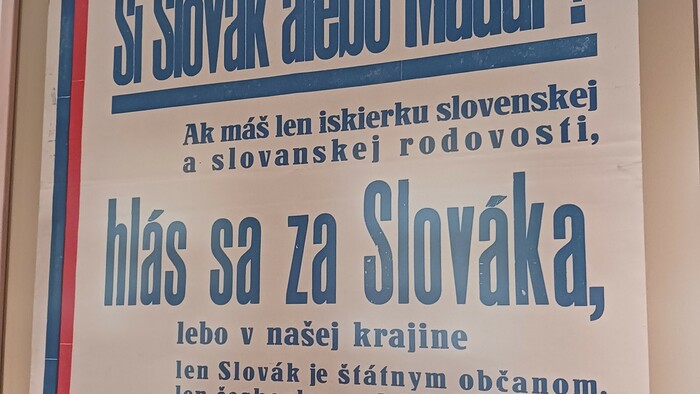 Si Slovák alebo Maďar?
Ak máš len iskierku slovenskej
a slovanskej rodovosti,
hlás sa za Slováka,
lebo v našej krajine
len Slovák je štátnym občanom.